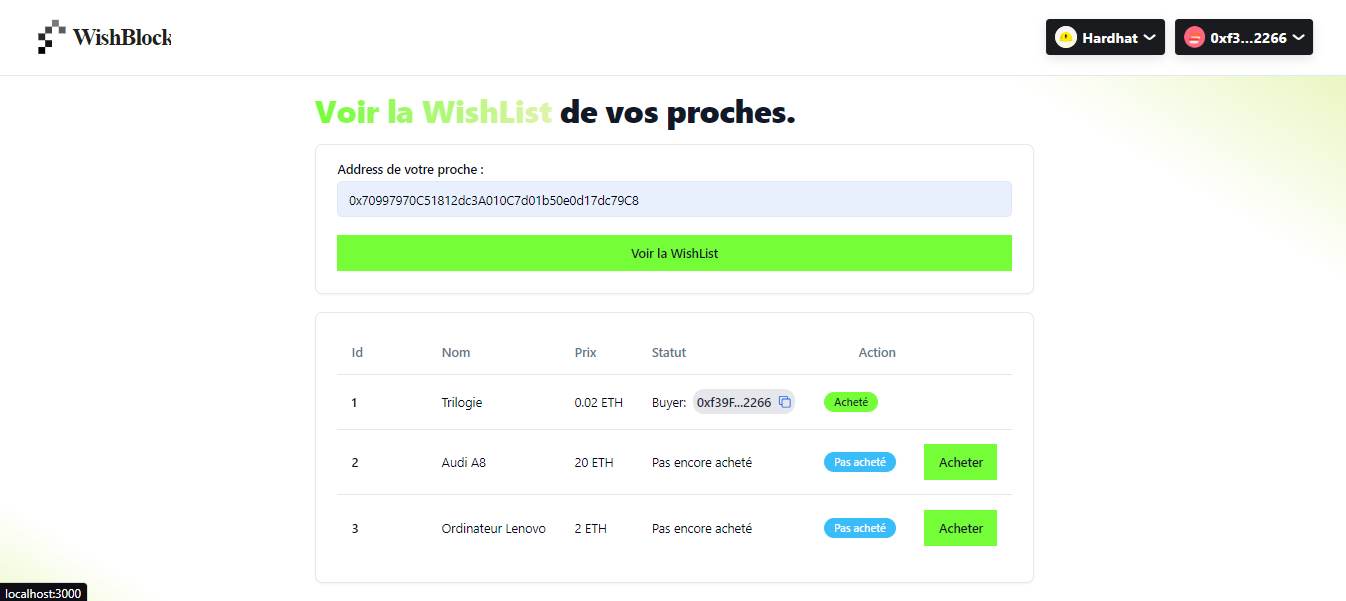 WishBlock
Hardhat
0xf3...2266
Voir la WishList de vos proches.
Address de votre proche :
0x70997970C51812dc3A010C7d01b50e0d17dc79C8
Voir la WishList
Id Nom Prix Statut Action
1 Trilogie 0.02 ETH Buyer: 0xf39F...2266 Acheté
2 Audi A8 20 ETH Pas encore acheté Pas acheté Acheter
3 Ordinateur Lenovo 2 ETH Pas encore acheté Pas acheté Acheter
localhost:3000